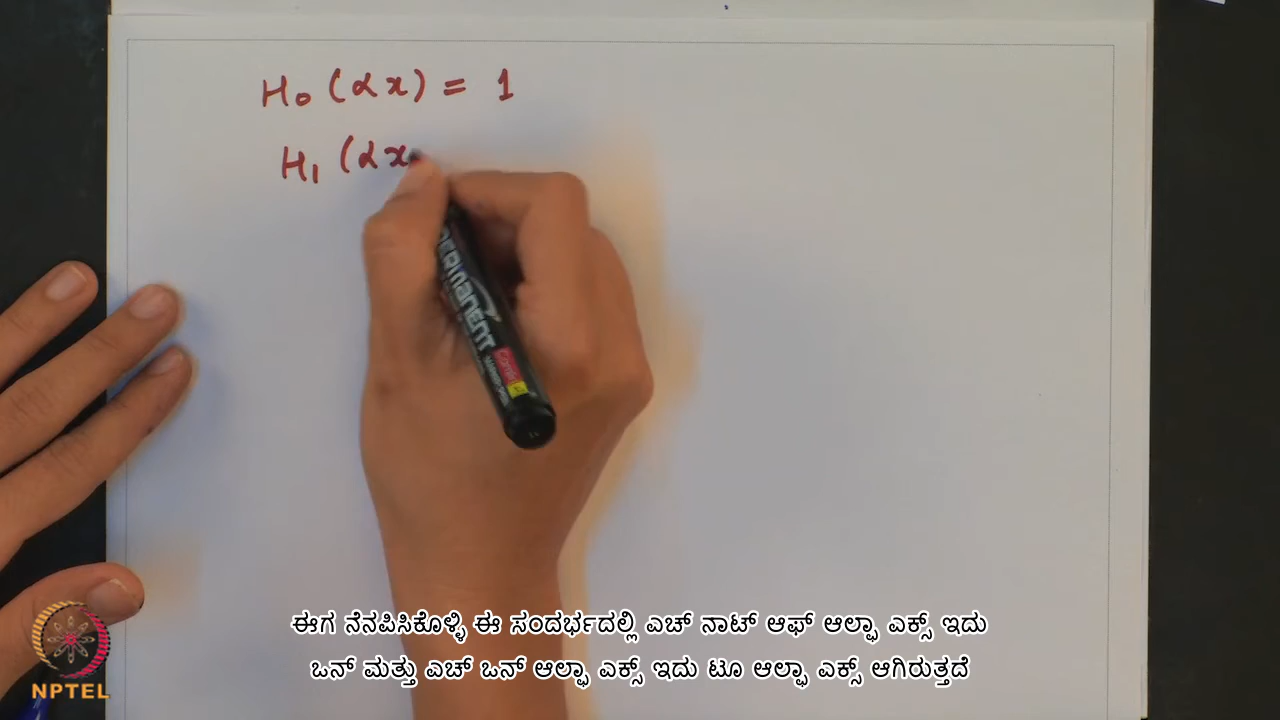 H₀ (αx) = 1
H₁ (αx
PERMANENT
ಈಗ ನೆನಪಿಸಿಕೊಳ್ಳಿ ಈ ಸಂದರ್ಭದಲ್ಲಿ ಎಚ್ ನಾಟ್ ಆಫ್ ಆಲ್ಫಾ ಎಕ್ಸ್ ಇದು
ಒನ್ ಮತ್ತು ಎಚ್ ಒನ್ ಆಲ್ಫಾ ಎಕ್ಸ್ ಇದು ಟೂ ಆಲ್ಫಾ ಎಕ್ಸ್ ಆಗಿರುತ್ತದೆ
NPTEL